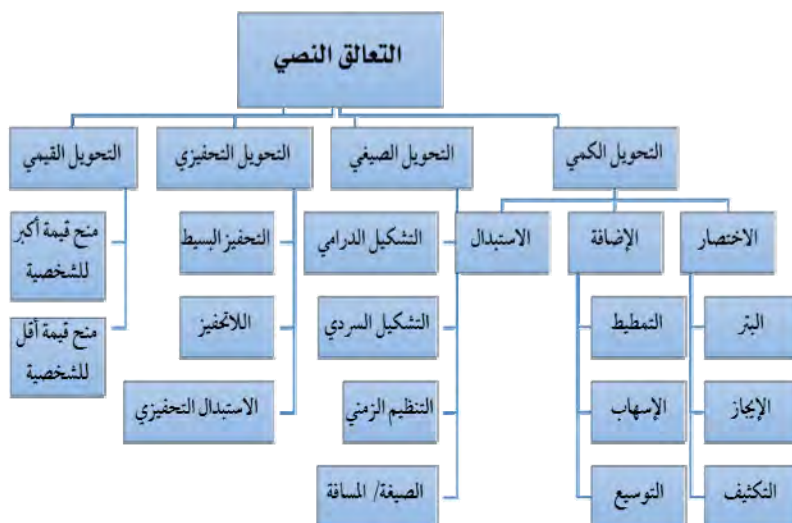 التعالق النصي
التحويل الكمي
التحويل الصيغي
التحويل التحفيزي
التحويل القيمي
الاختصار
الإضافة
الاستبدال
التشكيل الدرامي
التحفيز البسيط
منح قيمة أكبر
للشخصية
البتر
التمطيط
التشكيل السردي
اللاتحفيز
منح قيمة أقل
للشخصية
الإيجاز
الإسهاب
التنظيم الزمني
الاستبدال التحفيزي
التكثيف
التوسيع
الصيغة/ المسافة